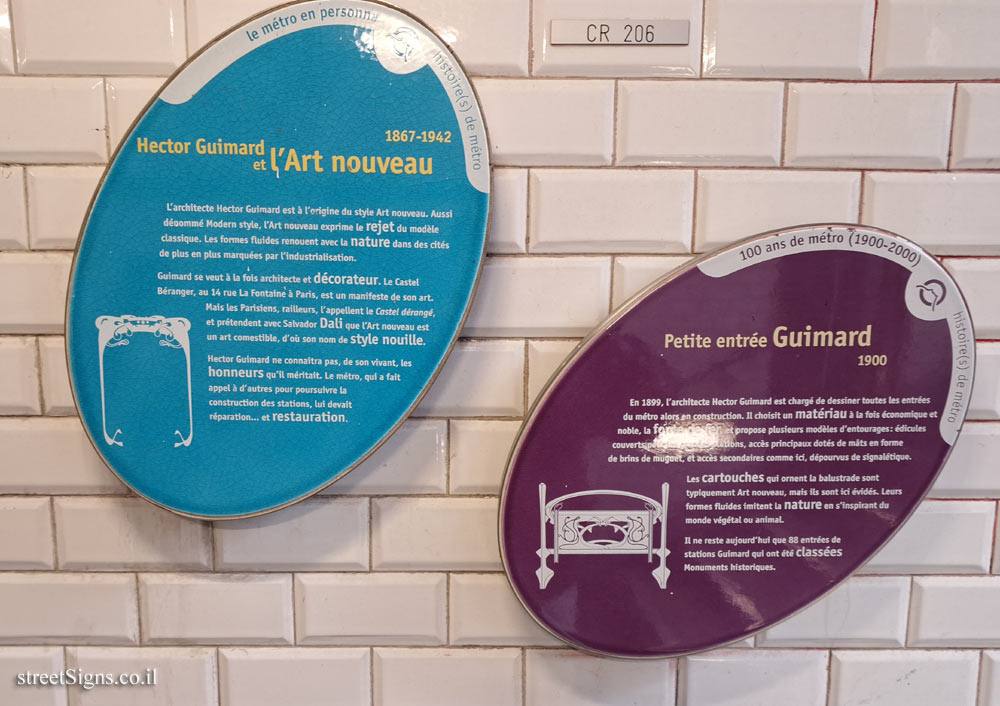 le métro en personne
histoire(s) de métro
1867-1942
Hector Guimard
et l'Art nouveau
L'architecte Hector Guimard est à l'origine du style Art nouveau. Aussi
dénommé Modern style, l'Art nouveau exprime le rejet du modèle
classique. Les formes fluides renouent avec la nature dans des cités
de plus en plus marquées par l'industrialisation.
Guimard se veut à la fois architecte et décorateur. Le Castel
Béranger, au 14 rue La Fontaine à Paris, est un manifeste de son art.
Mais les Parisiens, railleurs, l'appellent le Castel dérangé,
et prétendent avec Salvador Dali que l'Art nouveau est
un art comestible, d'où son nom de style nouille.
Hector Guimard ne connaîtra pas, de son vivant, les
honneurs qu'il méritait. Le métro, qui a fait
appel à d'autres pour poursuivre la
construction des stations, lui devait
réparation... et restauration.
CR 206
100 ans de métro (1900-2000)
histoire(s) de métro
Petite entrée Guimard
1900
En 1899, l'architecte Hector Guimard est chargé de dessiner toutes les entrées
du métro alors en construction. Il choisit un matériau à la fois économique et
noble, la et propose plusieurs modèles d'entourages : édicules
couverts stations, accès principaux dotés de mâts en forme
de brins de muguet, et accès secondaires comme ici, dépourvus de signalétique.
Les cartouches qui ornent la balustrade sont
typiquement Art nouveau, mais ils sont ici évidés. Leurs
formes fluides imitent la nature en s'inspirant du
monde végétal ou animal.
Il ne reste aujourd'hui que 88 entrées de
stations Guimard qui ont été classées
Monuments historiques.
streetSigns.co.il